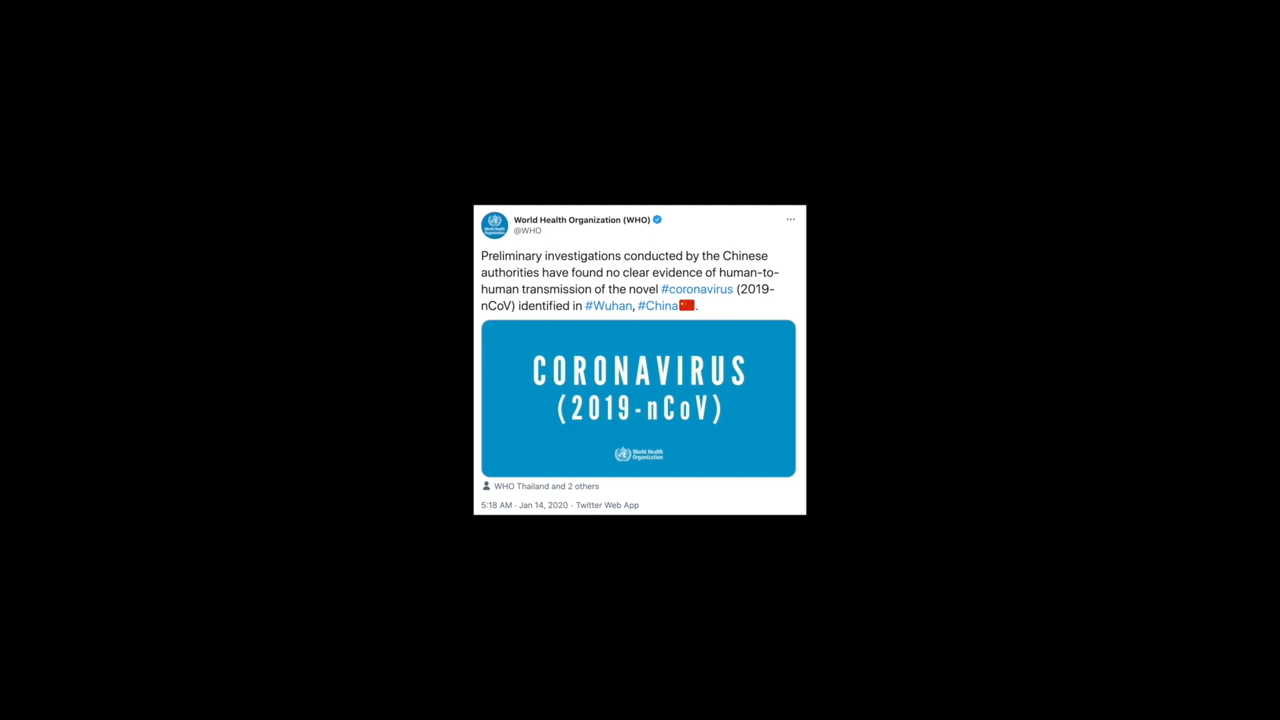 World Health Organization (WHO)
@WHO
Preliminary investigations conducted by the Chinese
authorities have found no clear evidence of human-to-
human transmission of the novel #coronavirus (2019-
nCoV) identified in #Wuhan, #China🇨🇳.
CORONAVIRUS
(2019-nCoV)
World Health
Organization
WHO Thailand and 2 others
5:18 AM · Jan 14, 2020 · Twitter Web App